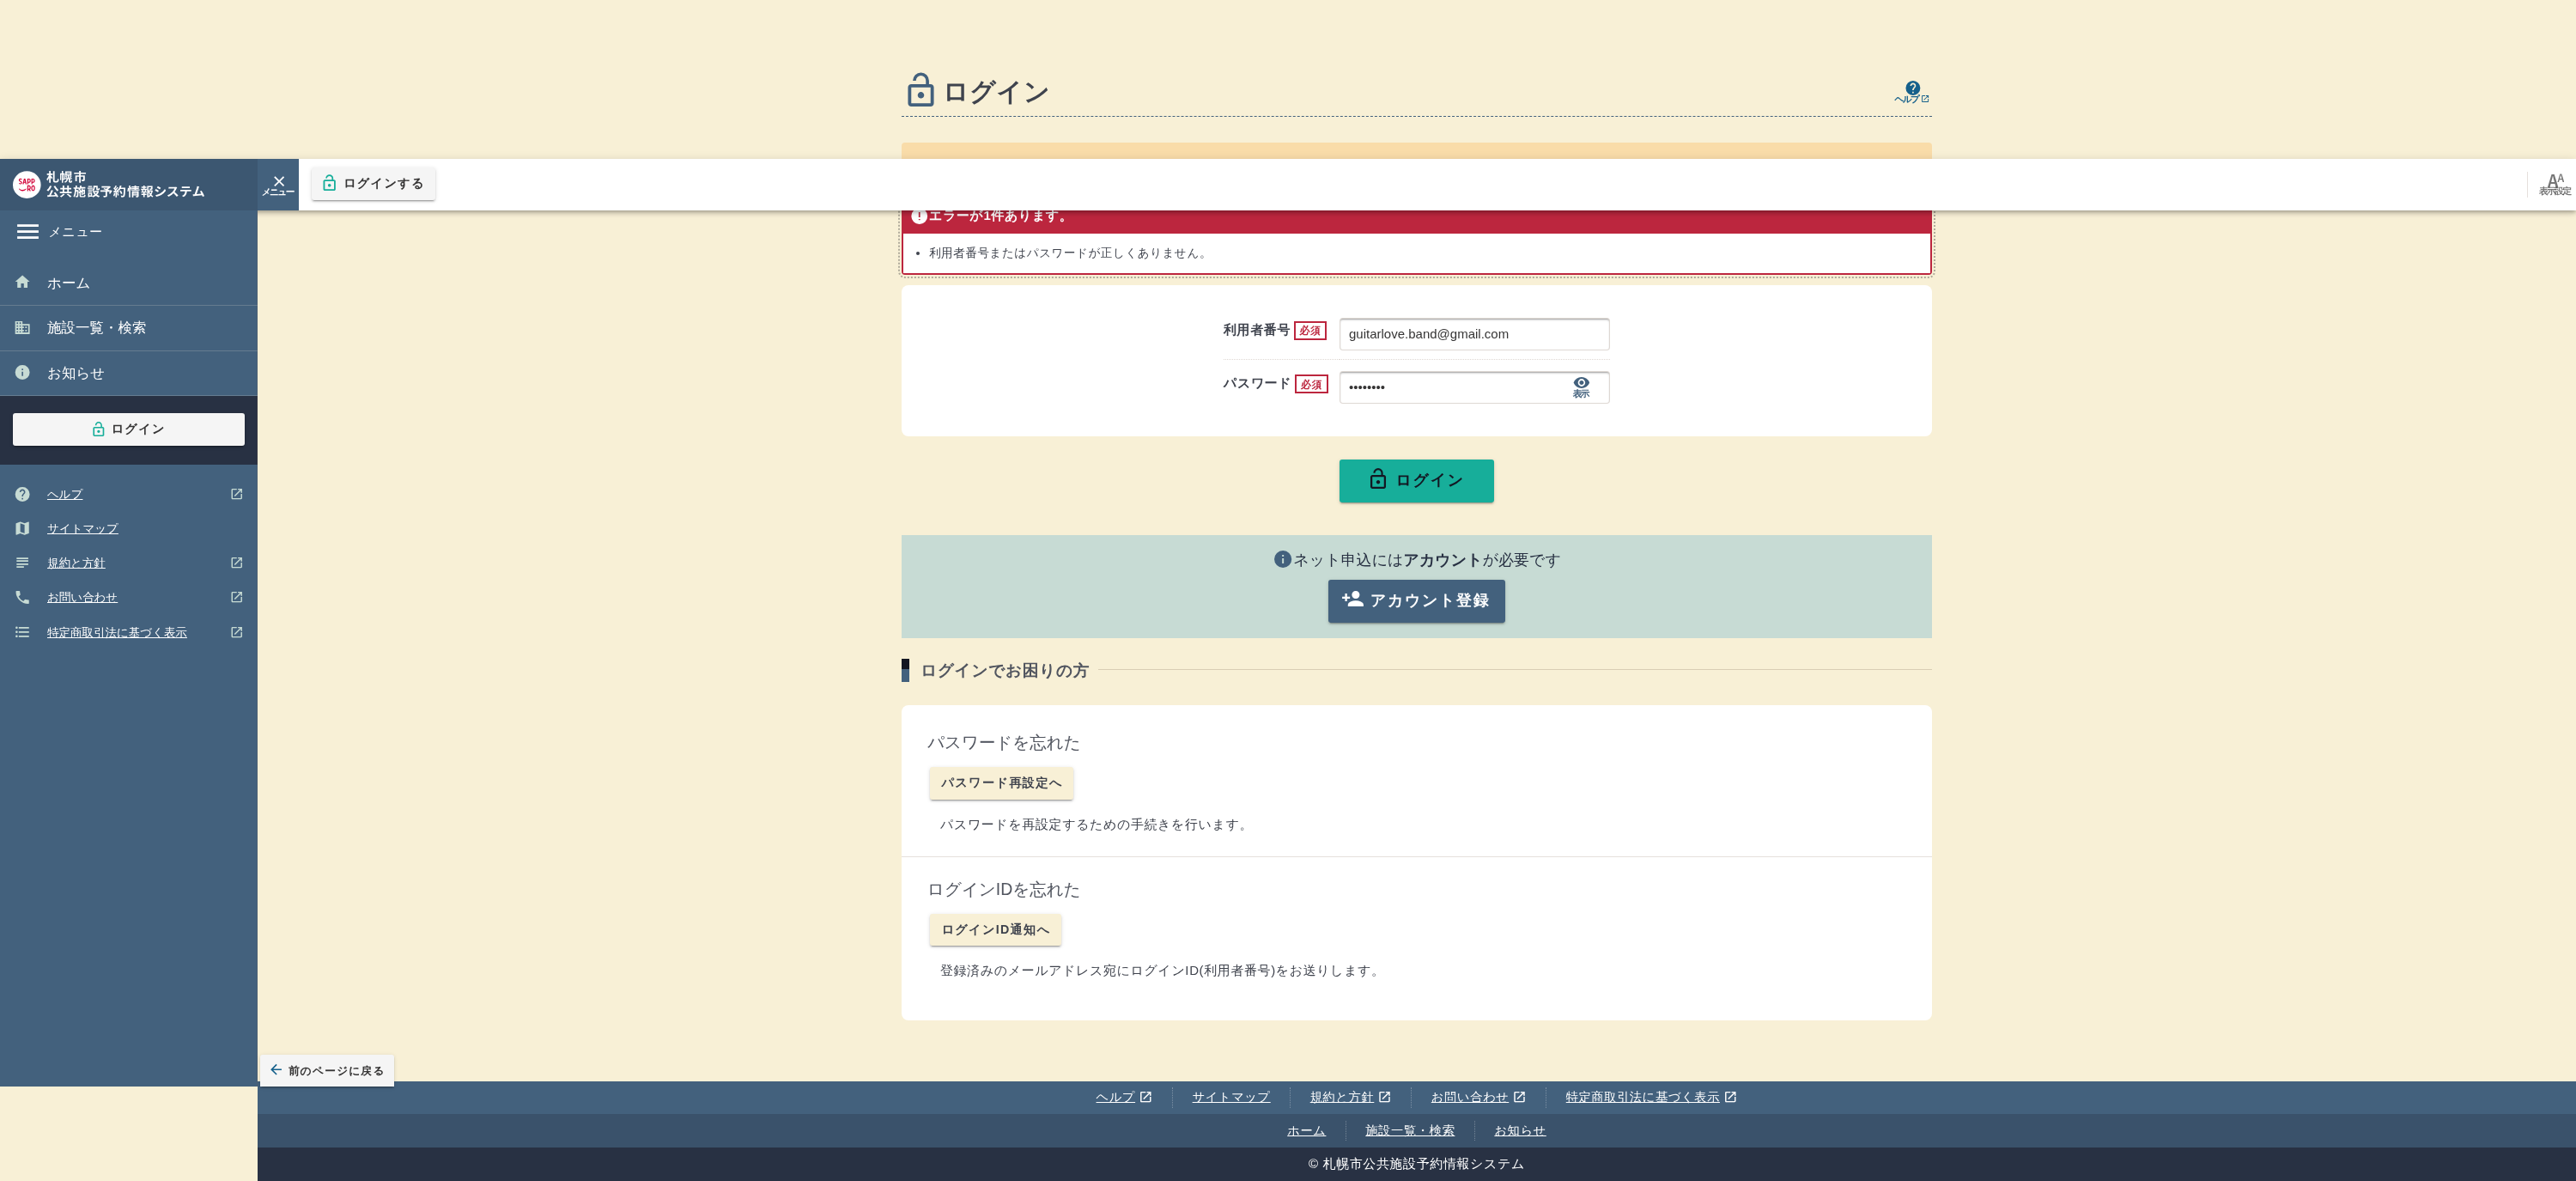 ログイン
ヘルプ
SAPP
RO
札幌市
公共施設予約情報システム
メニュー
ログインする
表示設定
エラーが1件あります。
利用者番号またはパスワードが正しくありません。
メニュー
ホーム
施設一覧・検索
お知らせ
ログイン
ヘルプ
サイトマップ
規約と方針
お問い合わせ
特定商取引法に基づく表示
利用者番号 必須 guitarlove.band@gmail.com
パスワード 必須 •••••••• 表示
ログイン
ネット申込にはアカウントが必要です
アカウント登録
ログインでお困りの方
パスワードを忘れた
パスワード再設定へ
パスワードを再設定するための手続きを行います。
ログインIDを忘れた
ログインID通知へ
登録済みのメールアドレス宛にログインID(利用者番号)をお送りします。
前のページに戻る
ヘルプ サイトマップ 規約と方針 お問い合わせ 特定商取引法に基づく表示
ホーム 施設一覧・検索 お知らせ
© 札幌市公共施設予約情報システム